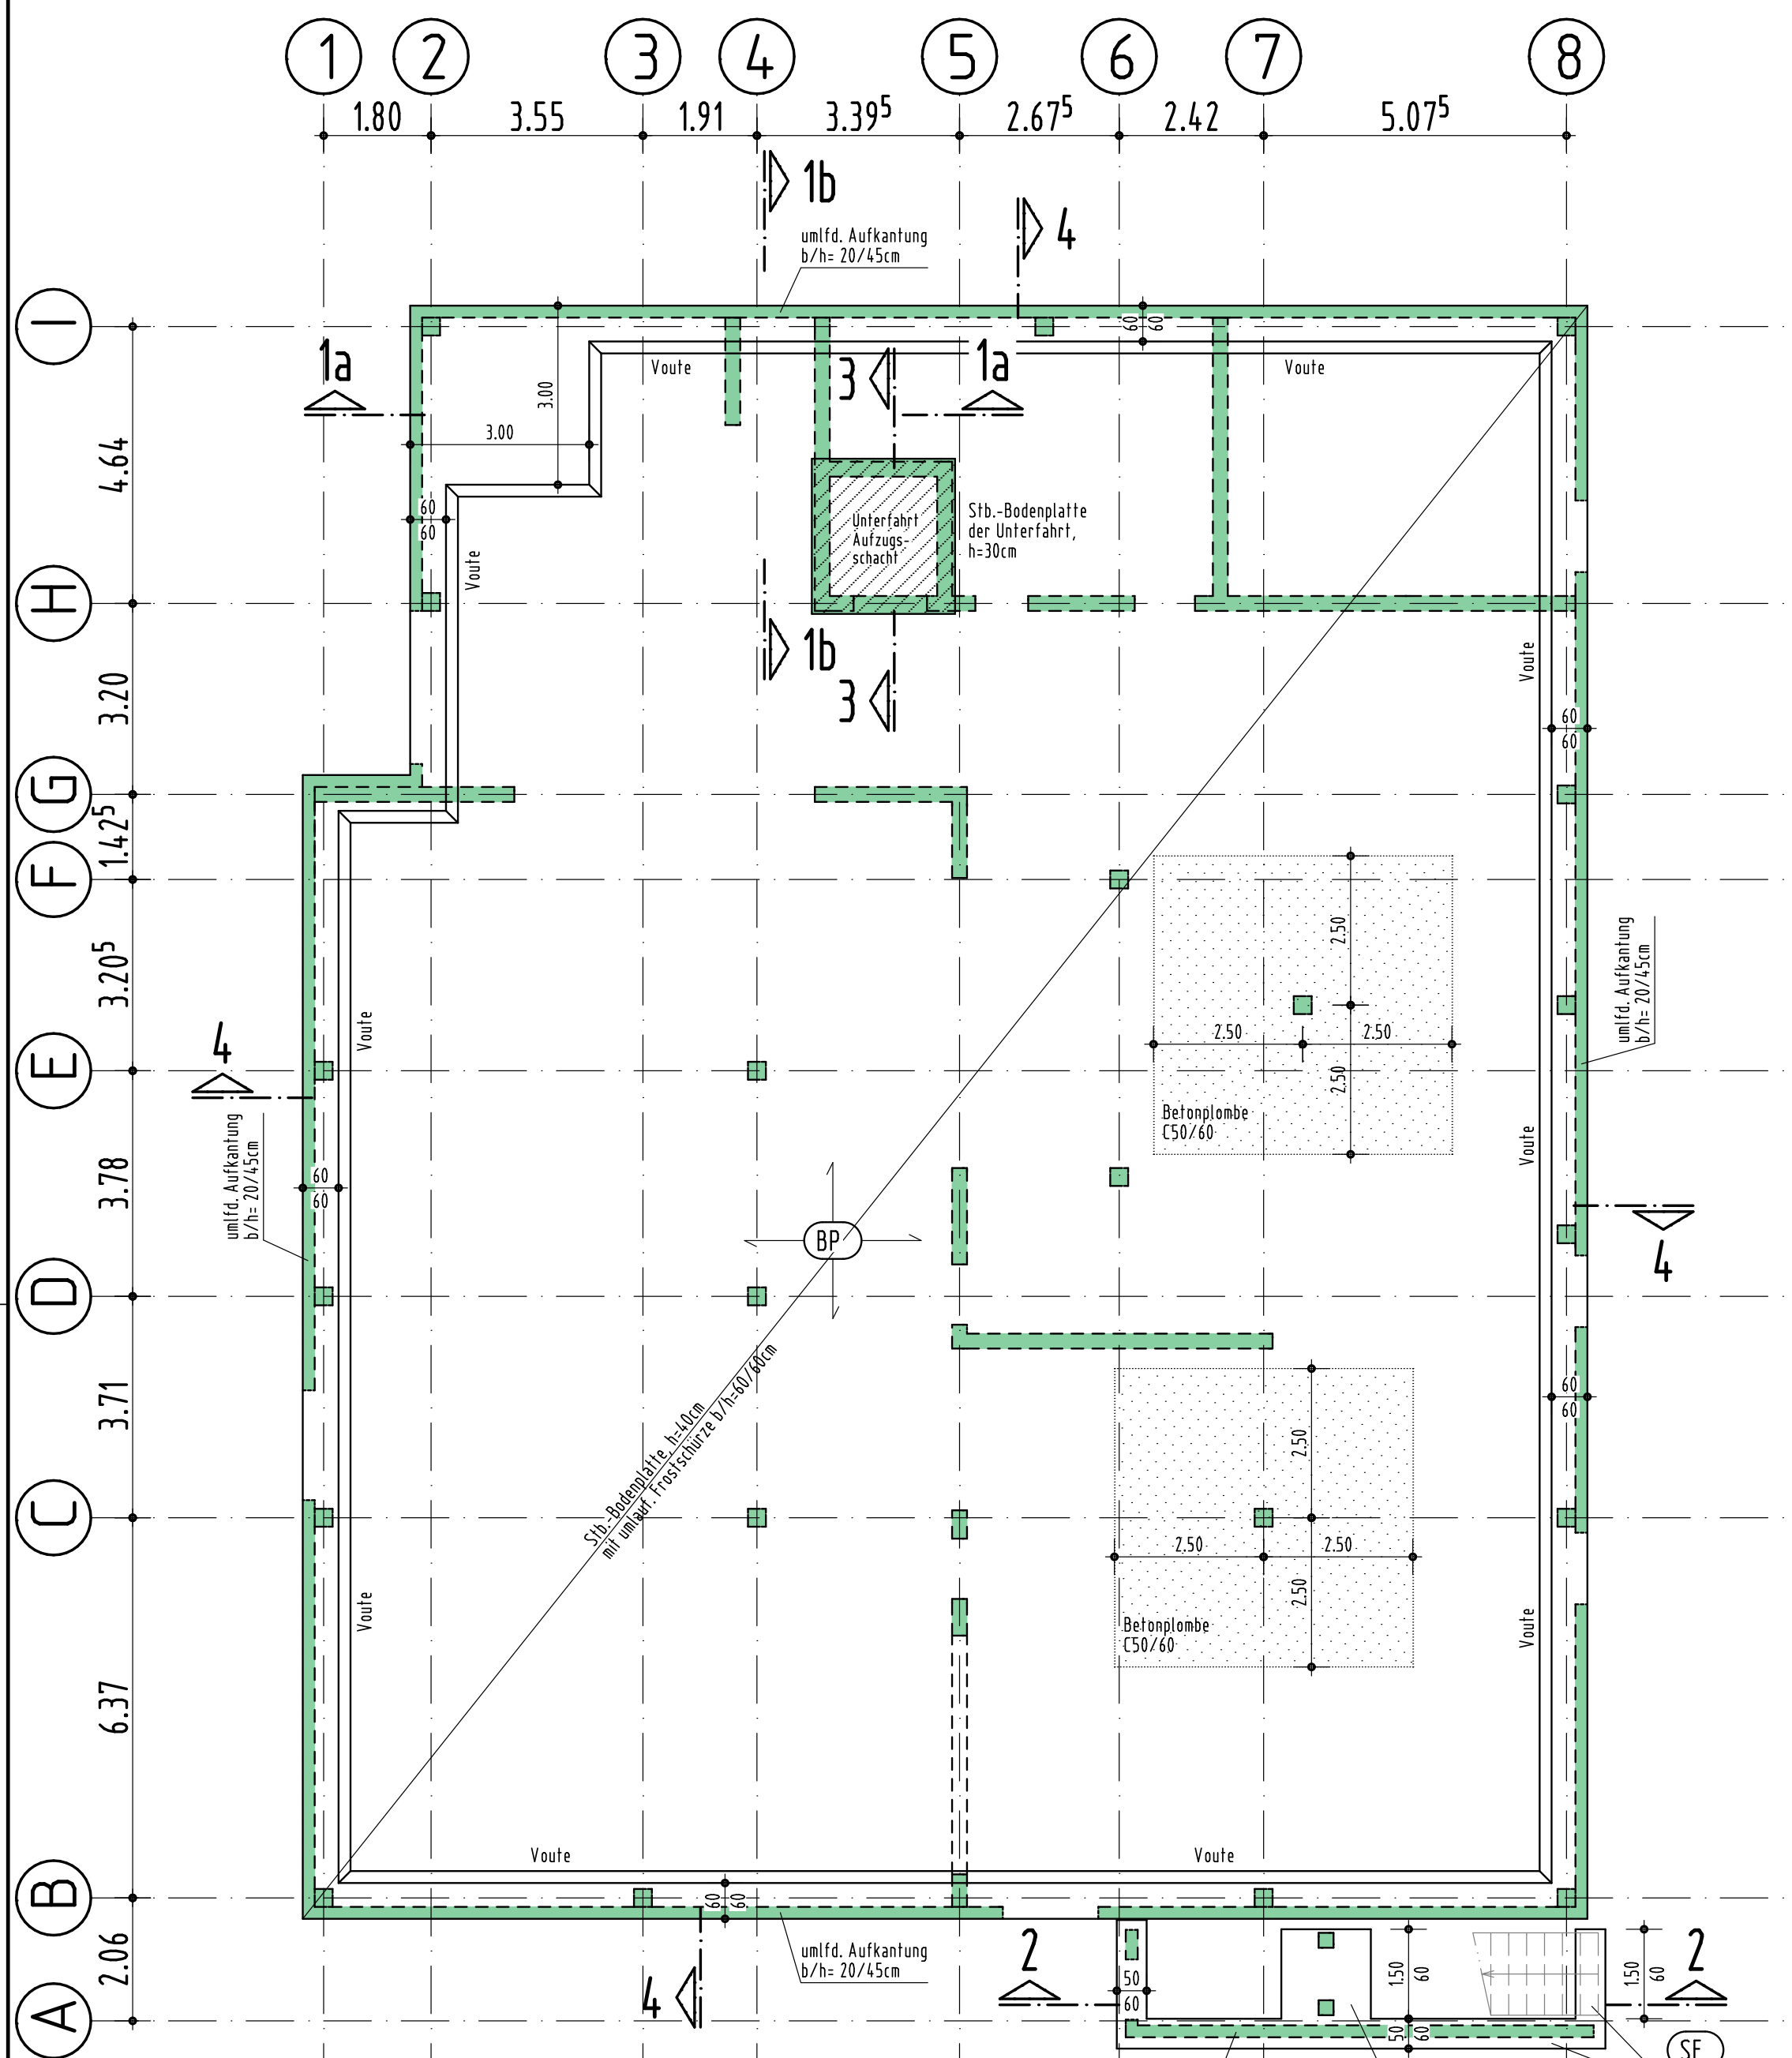 1 2 3 4 5 6 7 8
1.80 3.55 1.91 3.39⁵ 2.67⁵ 2.42 5.07⁵
1b
4
umlfd. Aufkantung
b/h= 20/45cm
I
60
60
1a
3
1a
Voute
Voute
3.00
3.00
4.64
60
60
Unterfahrt
Aufzugs-
schacht
Stb.-Bodenplatte
der Unterfahrt,
h=30cm
Voute
H
1b
Voute
3
3.20
60
60
G
1.42⁵
F
2.50
umlfd. Aufkantung
b/h= 20/45cm
3.20⁵
Voute
2.50
2.50
4
E
2.50
Betonplombe
C50/60
umlfd. Aufkantung
b/h= 20/45cm
Voute
3.78
60
60
BP
4
D
Stb.-Bodenplatte, h=40cm
mit umlauf. Frostschürze b/h=60/60cm
60
60
3.71
2.50
C
2.50
2.50
2.50
Betonplombe
C50/60
Voute
Voute
6.37
Voute
Voute
B
60
60
umlfd. Aufkantung
b/h= 20/45cm
2.06
2
2
4
50
60
1.50
60
1.50
60
A
50
60
SF